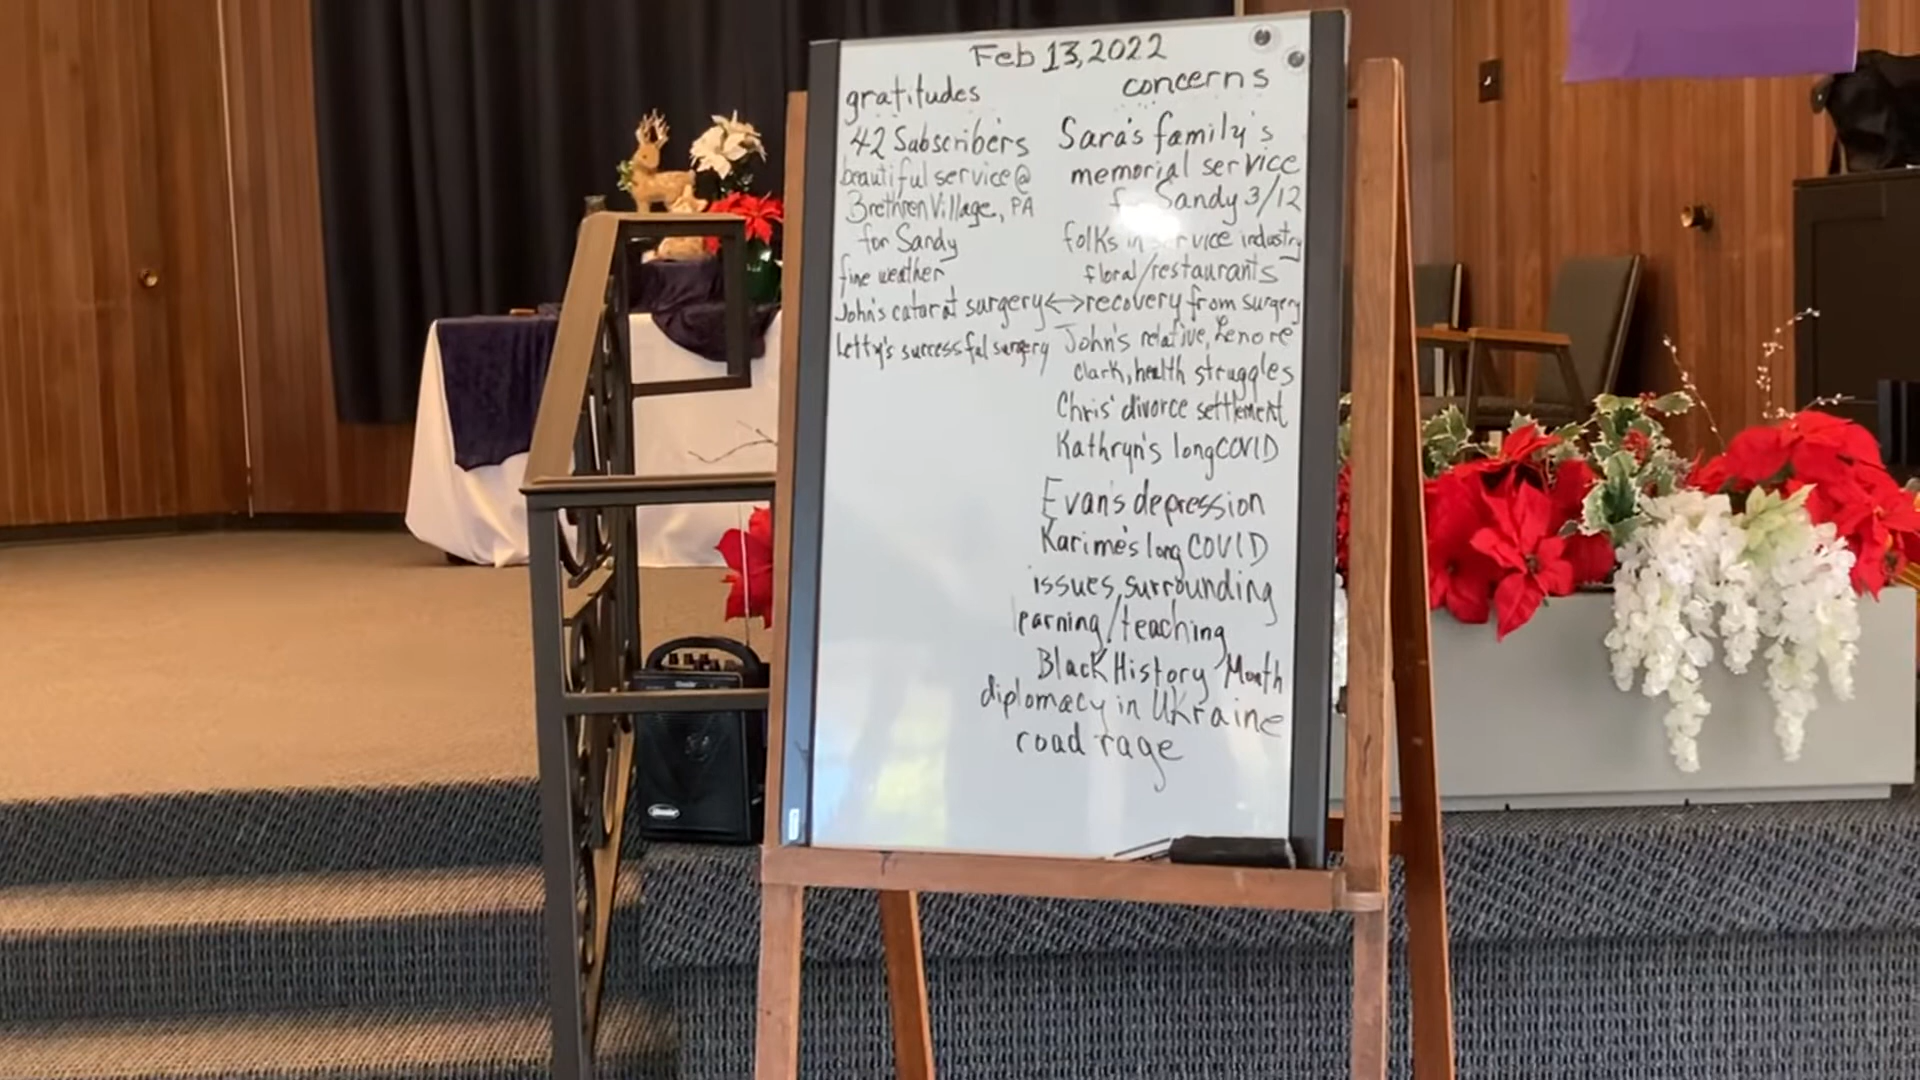 Feb 13, 2022
gratitudes
42 Subscribers
beautiful service @
Brethren Village, PA
for Sandy
fine weather
John's catarat surgery <->
Letty's successful surgery
concerns
Sara's family's
memorial service
Sandy 3/12
folks in service industry
floral/restaurants
recovery from surgery
John's relative, Lenore
Clark, health struggles
Chris' divorce settlement
Kathryn's long COVID
Evan's depression
Karime's long COVID
issues surrounding
learning/teaching
Black History Month
diplomacy in Ukraine
road rage